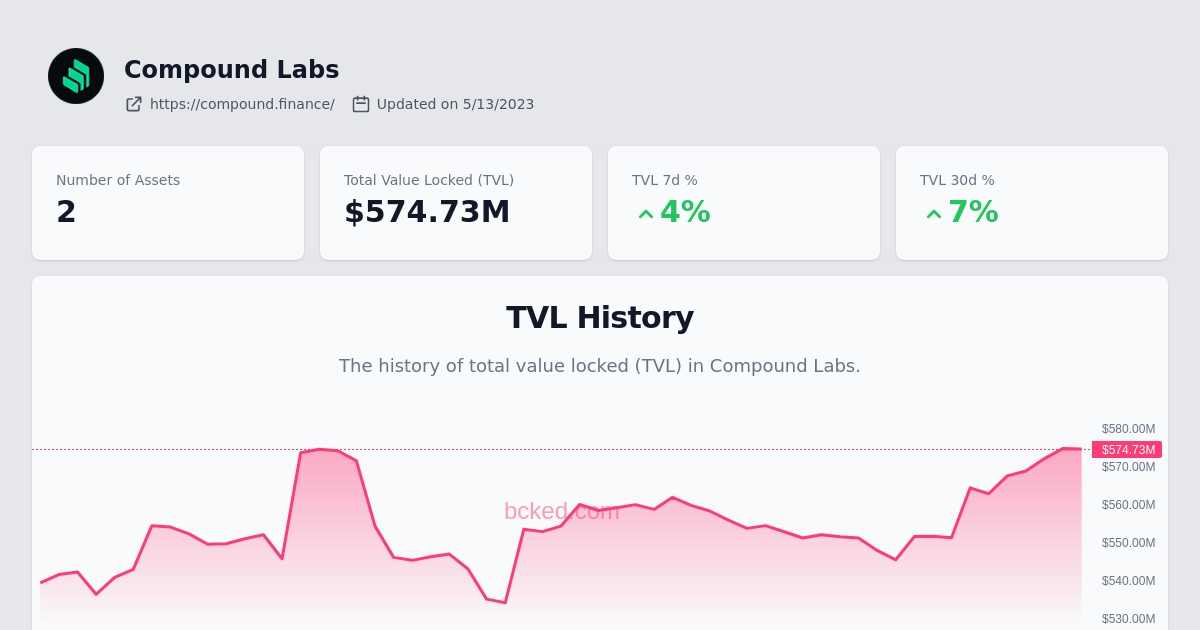 Compound Labs
https://compound.finance/ Updated on 5/13/2023
Number of Assets
2
Total Value Locked (TVL)
$574.73M
TVL 7d %
4%
TVL 30d %
7%
TVL History
The history of total value locked (TVL) in Compound Labs.
$580.00M
$574.73M
$570.00M
$560.00M
bcked.com
$550.00M
$540.00M
$530.00M